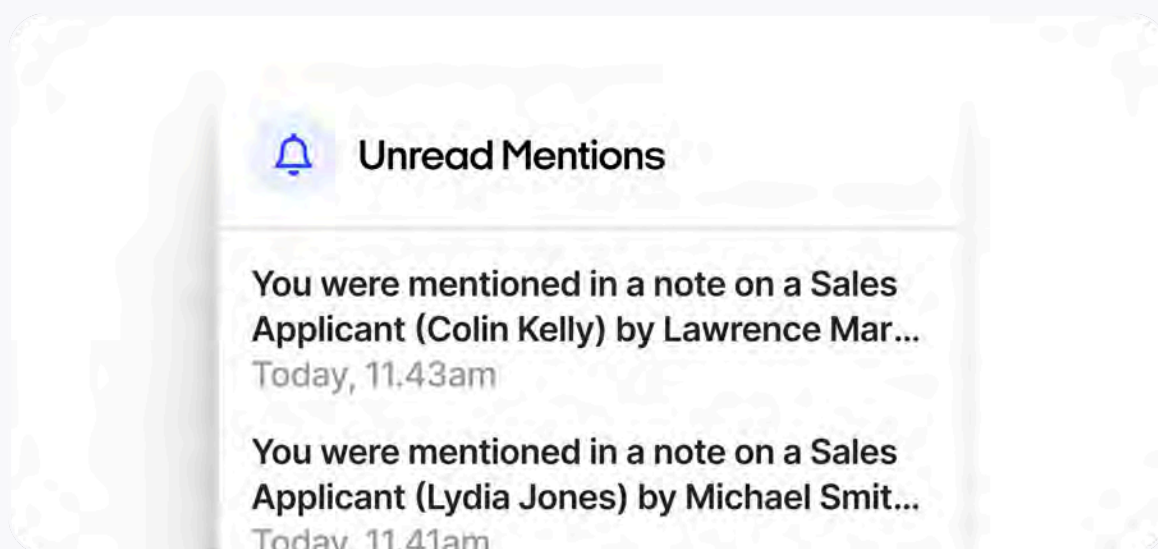 Unread Mentions
You were mentioned in a note on a Sales
Applicant (Colin Kelly) by Lawrence Mar...
Today, 11.43am
You were mentioned in a note on a Sales
Applicant (Lydia Jones) by Michael Smit...
Today, 11.41am